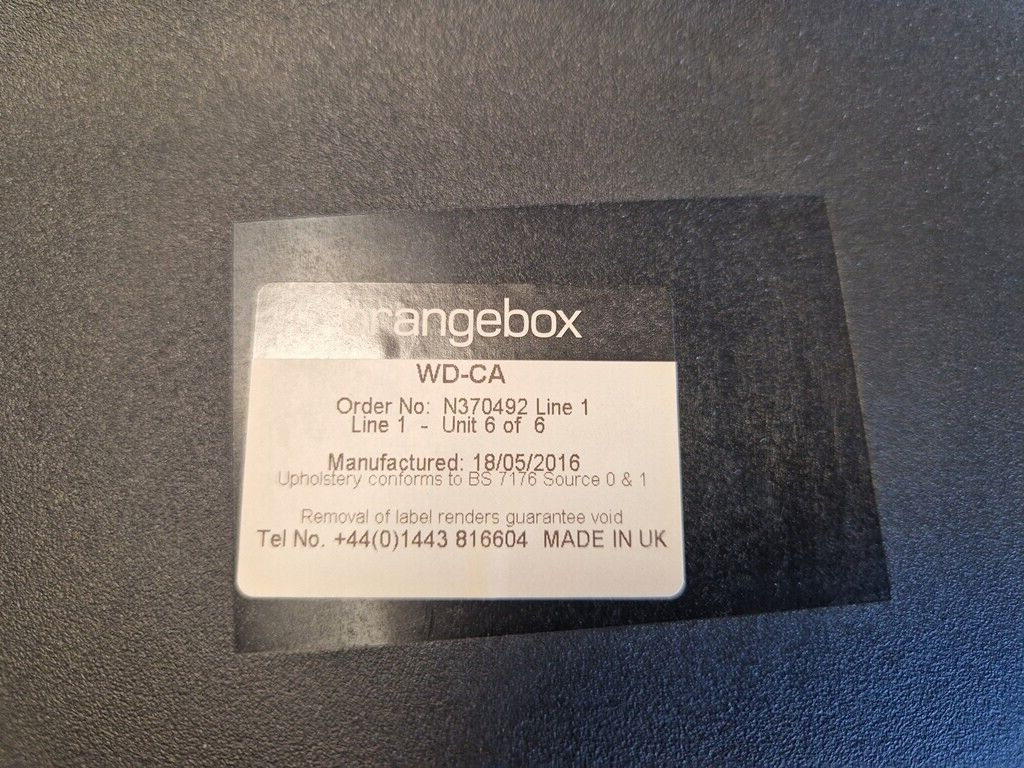 orangebox
WD-CA
Order No: N370492 Line 1
Line 1 - Unit 6 of 6
Manufactured: 18/05/2016
Upholstery conforms to BS 7176 Source 0 & 1
Removal of label renders guarantee void
Tel No. +44(0)1443 816604 MADE IN UK